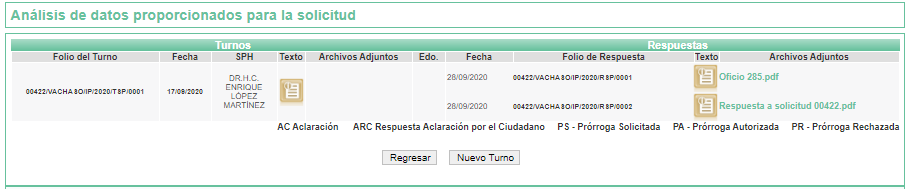 Análisis de datos proporcionados para la solicitud
Turnos Respuestas
Folio del Turno Fecha SPH Texto Archivos Adjuntos Edo. Fecha Folio de Respuesta Texto Archivos Adjuntos
00422/VACHASO/IP/2020/TSP/0001 17/09/2020 DR.H.C. ENRIQUE LÓPEZ MARTÍNEZ
28/09/2020 00422/VACHASO/IP/2020/RSP/0001 Oficio 285.pdf
28/09/2020 00422/VACHASO/IP/2020/RSP/0002 Respuesta a solicitud 00422.pdf
AC Aclaración ARC Respuesta Aclaración por el Ciudadano PS - Prórroga Solicitada PA - Prórroga Autorizada PR - Prórroga Rechazada
Regresar Nuevo Turno